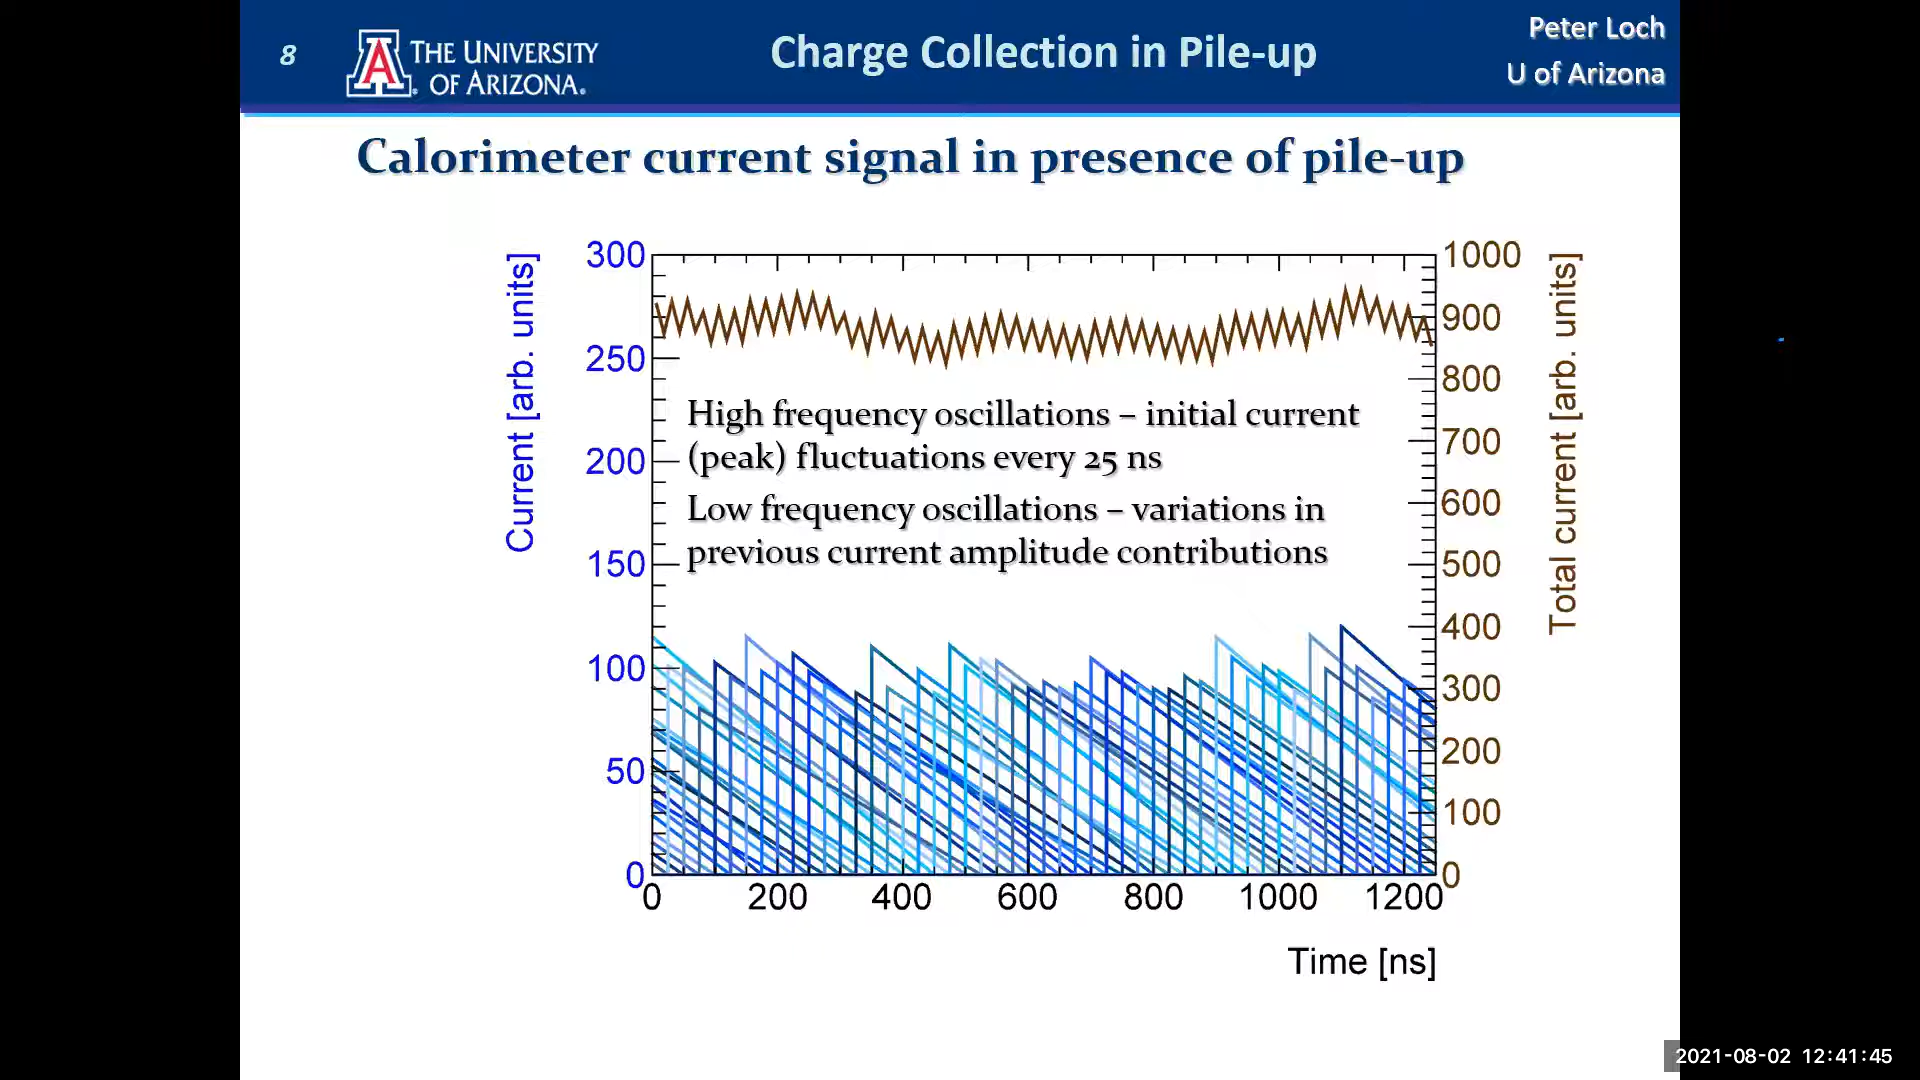 8
THE UNIVERSITY
OF ARIZONA.
Charge Collection in Pile-up
Peter Loch
U of Arizona
Calorimeter current signal in presence of pile-up
Current [arb. units]
300
250
200
150
100
50
0
High frequency oscillations – initial current
(peak) fluctuations every 25 ns
Low frequency oscillations – variations in
previous current amplitude contributions
1000
900
800
700
600
500
400
300
200
100
0
Total current [arb. units]
0 200 400 600 800 1000 1200
Time [ns]
2021-08-02 12:41:45